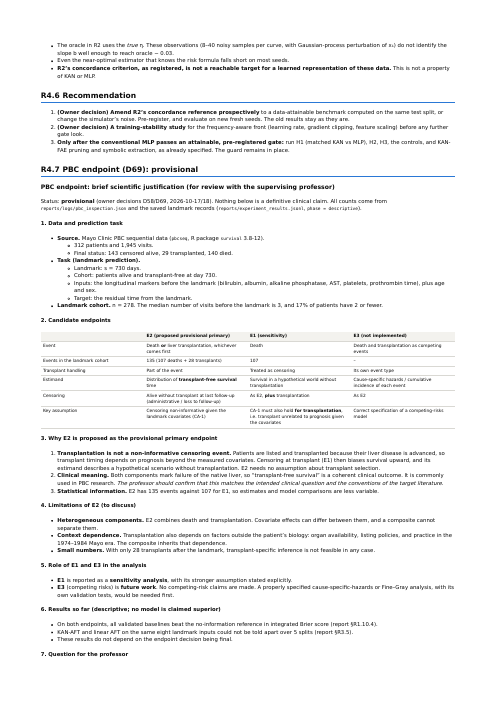 The oracle in R2 uses the true η. These observations (8–40 noisy samples per curve, with Gaussian-process perturbation of x₀) do not identify the
slope b well enough to reach oracle − 0.03.
Even the near-optimal estimator that knows the risk formula falls short on most seeds.
R2's concordance criterion, as registered, is not a reachable target for a learned representation of these data. This is not a property
of KAN or MLP.
R4.6 Recommendation
1. (Owner decision) Amend R2's concordance reference prospectively to a data-attainable benchmark computed on the same test split, or
change the simulator's noise. Pre-register, and evaluate on new fresh seeds. The old results stay as they are.
2. (Owner decision) A training-stability study for the frequency-aware front (learning rate, gradient clipping, feature scaling) before any further
gate look.
3. Only after the conventional MLP passes an attainable, pre-registered gate: run H1 (matched KAN vs MLP), H2, H3, the controls, and KAN-
FAE pruning and symbolic extraction, as already specified. The guard remains in place.
R4.7 PBC endpoint (D69): provisional
PBC endpoint: brief scientific justification (for review with the supervising professor)
Status: provisional (owner decisions D58/D69, 2026-10-17/18). Nothing below is a definitive clinical claim. All counts come from
reports/logs/pbc_inspection.json and the saved landmark records (reports/experiment_results.jsonl, phase = descriptive).
1. Data and prediction task
Source. Mayo Clinic PBC sequential data (pbcseq, R package survival 3.8-12).
312 patients and 1,945 visits.
Final status: 143 censored alive, 29 transplanted, 140 died.
Task (landmark prediction).
Landmark: s = 730 days.
Cohort: patients alive and transplant-free at day 730.
Inputs: the longitudinal markers before the landmark (bilirubin, albumin, alkaline phosphatase, AST, platelets, prothrombin time), plus age
and sex.
Target: the residual time from the landmark.
Landmark cohort. n = 278. The median number of visits before the landmark is 3, and 17% of patients have 2 or fewer.
2. Candidate endpoints
E2 (proposed provisional primary) E1 (sensitivity) E3 (not implemented)
Event Death or liver transplantation, whichever comes first Death Death and transplantation as competing events
Events in the landmark cohort 135 (107 deaths + 28 transplants) 107 –
Transplant handling Part of the event Treated as censoring Its own event type
Estimand Distribution of transplant-free survival time Survival in a hypothetical world without transplantation Cause-specific hazards / cumulative incidence of each event
Censoring Alive without transplant at last follow-up (administrative / loss to follow-up) As E2, plus transplant As E2
Key assumption Censoring non-informative given the landmark covariates (CA-1) CA-1 must also hold for transplantation, i.e. transplant is unrelated to prognosis given the covariates Correct specification of a competing-risks model
3. Why E2 is proposed as the provisional primary endpoint
1. Transplantation is not a non-informative censoring event. Patients are listed and transplanted because their liver disease is advanced, so
transplant timing depends on prognosis beyond the measured covariates. Censoring at transplant (E1) then biases survival upward, and its
estimand describes a hypothetical scenario without transplantation. E2 needs no assumption about transplant selection.
2. Clinical meaning. Both components mark failure of the native liver, so "transplant-free survival" is a coherent clinical outcome. It is commonly
used in PBC research. The professor should confirm that this matches the intended clinical question and the conventions of the target literature.
3. Statistical information. E2 has 135 events against 107 for E1, so estimates and model comparisons are less variable.
4. Limitations of E2 (to discuss)
Heterogeneous components. E2 combines death and transplantation. Covariate effects can differ between them, and a composite cannot
separate them.
Context dependence. Transplantation also depends on factors outside the patient's biology: organ availability, listing policies, and practice in the
1974–1984 Mayo era. The composite inherits that dependence.
Small numbers. With only 28 transplants after the landmark, transplant-specific inference is not feasible in any case.
5. Role of E1 and E3 in the analysis
E1 is reported as a sensitivity analysis, with its stronger assumption stated explicitly.
E3 (competing risks) is future work. No competing-risk claims are made. A properly specified cause-specific-hazards or Fine–Gray analysis, with its
own validation tests, would be needed first.
6. Results so far (descriptive; no model is claimed superior)
On both endpoints, all validated baselines beat the no-information reference in integrated Brier score (report §R1.10.4).
KAN-AFT and linear AFT on the same eight landmark inputs could not be told apart over 5 splits (report §R3.5).
These results do not depend on the endpoint decision being final.
7. Question for the professor